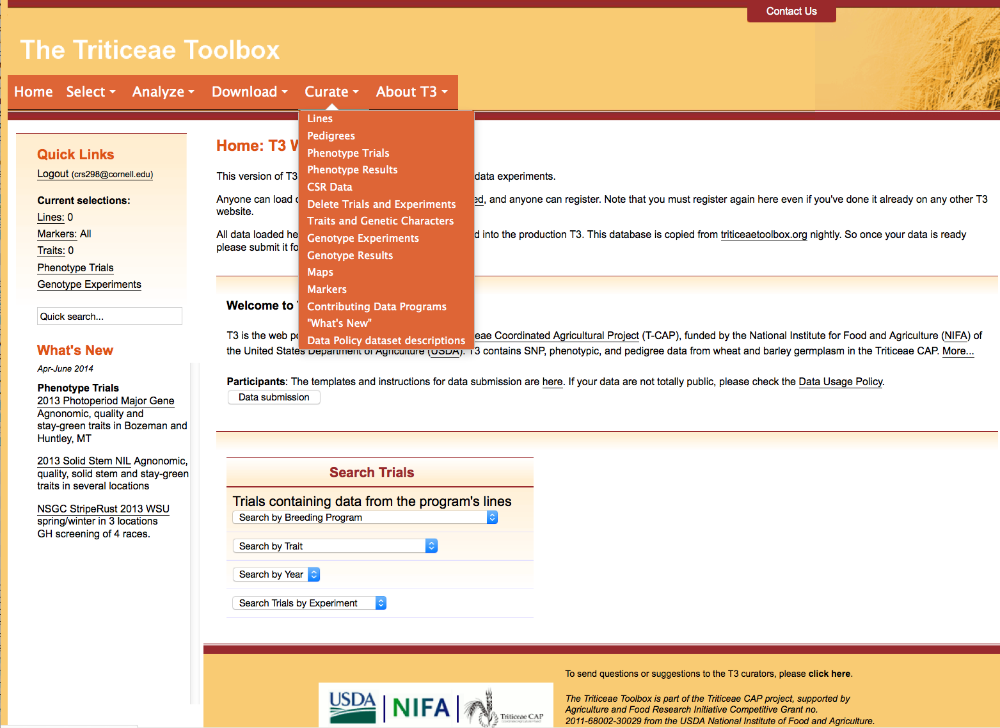 Contact Us
The Triticeae Toolbox
Home Select Analyze Download Curate About T3
Lines
Pedigrees
Phenotype Trials
Phenotype Results
CSR Data
Delete Trials and Experiments
Traits and Genetic Characters
Genotype Experiments
Genotype Results
Maps
Markers
Contributing Data Programs
"What's New"
Data Policy dataset descriptions
Quick Links
Logout (crs298@cornell.edu)
Current selections:
Lines: 0
Markers: All
Traits: 0
Phenotype Trials
Genotype Experiments
Quick search...
What's New
Apr-June 2014
Phenotype Trials
2013 Photoperiod Major Gene
Agnonomic, quality and
stay-green traits in Bozeman and
Huntley, MT
2013 Solid Stem NIL Agnonomic,
quality, solid stem and stay-green
traits in several locations
NSGC StripeRust 2013 WSU
spring/winter in 3 locations
GH screening of 4 races.
Home: T3
This version of T3 data experiments.
Anyone can load ed, and anyone can register. Note that you must register again here even if you've done it already on any other T3
website.
All data loaded he d into the production T3. This database is copied from triticeaetoolbox.org nightly. So once your data is ready
please submit it fo
Welcome to
T3 is the web po eae Coordinated Agricultural Project (T-CAP), funded by the National Institute for Food and Agriculture (NIFA) of
the United States Department of Agriculture (USDA). T3 contains SNP, phenotypic, and pedigree data from wheat and barley germplasm in the Triticeae CAP. More...
Participants: The templates and instructions for data submission are here. If your data are not totally public, please check the Data Usage Policy.
Data submission
Search Trials
Trials containing data from the program's lines
Search by Breeding Program
Search by Trait
Search by Year
Search Trials by Experiment
To send questions or suggestions to the T3 curators, please click here.
The Triticeae Toolbox is part of the Triticeae CAP project, supported by
Agriculture and Food Research Initiative Competitive Grant no.
2011-68002-30029 from the USDA National Institute of Food and Agriculture.
USDA NIFA Triticeae CAP